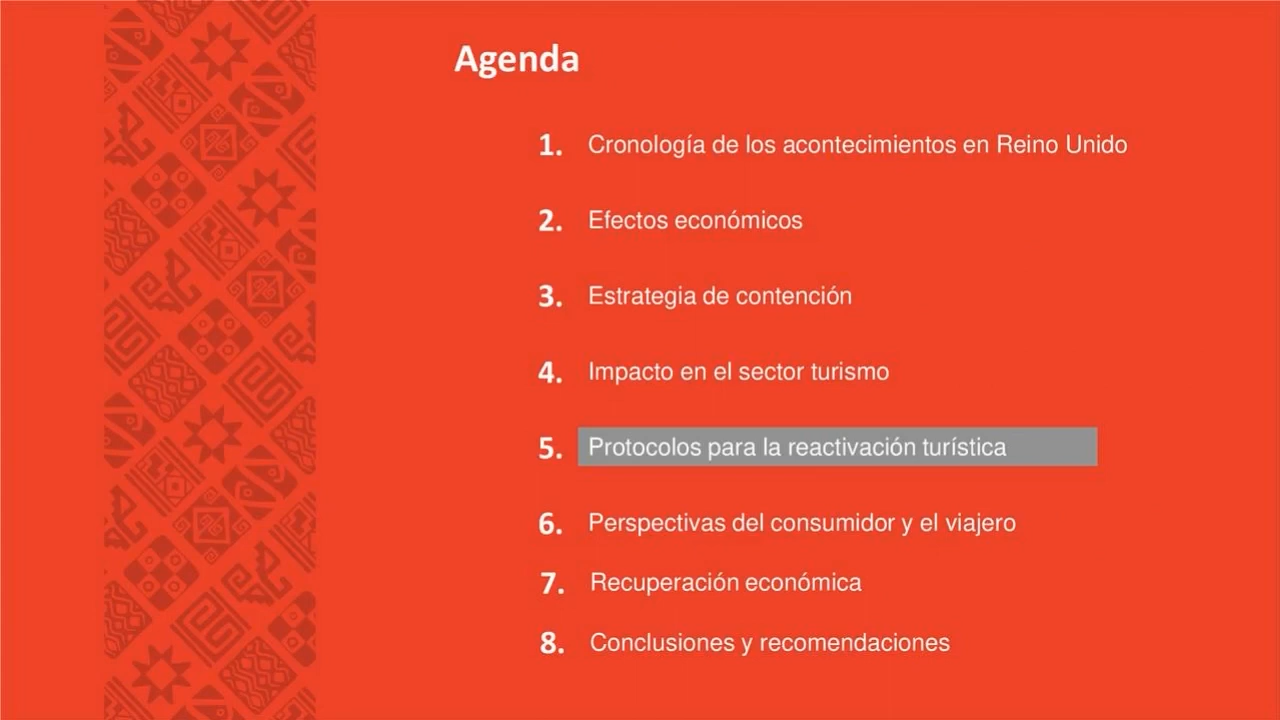 Agenda
1. Cronología de los acontecimientos en Reino Unido
2. Efectos económicos
3. Estrategia de contención
4. Impacto en el sector turismo
5. Protocolos para la reactivación turística
6. Perspectivas del consumidor y el viajero
7. Recuperación económica
8. Conclusiones y recomendaciones